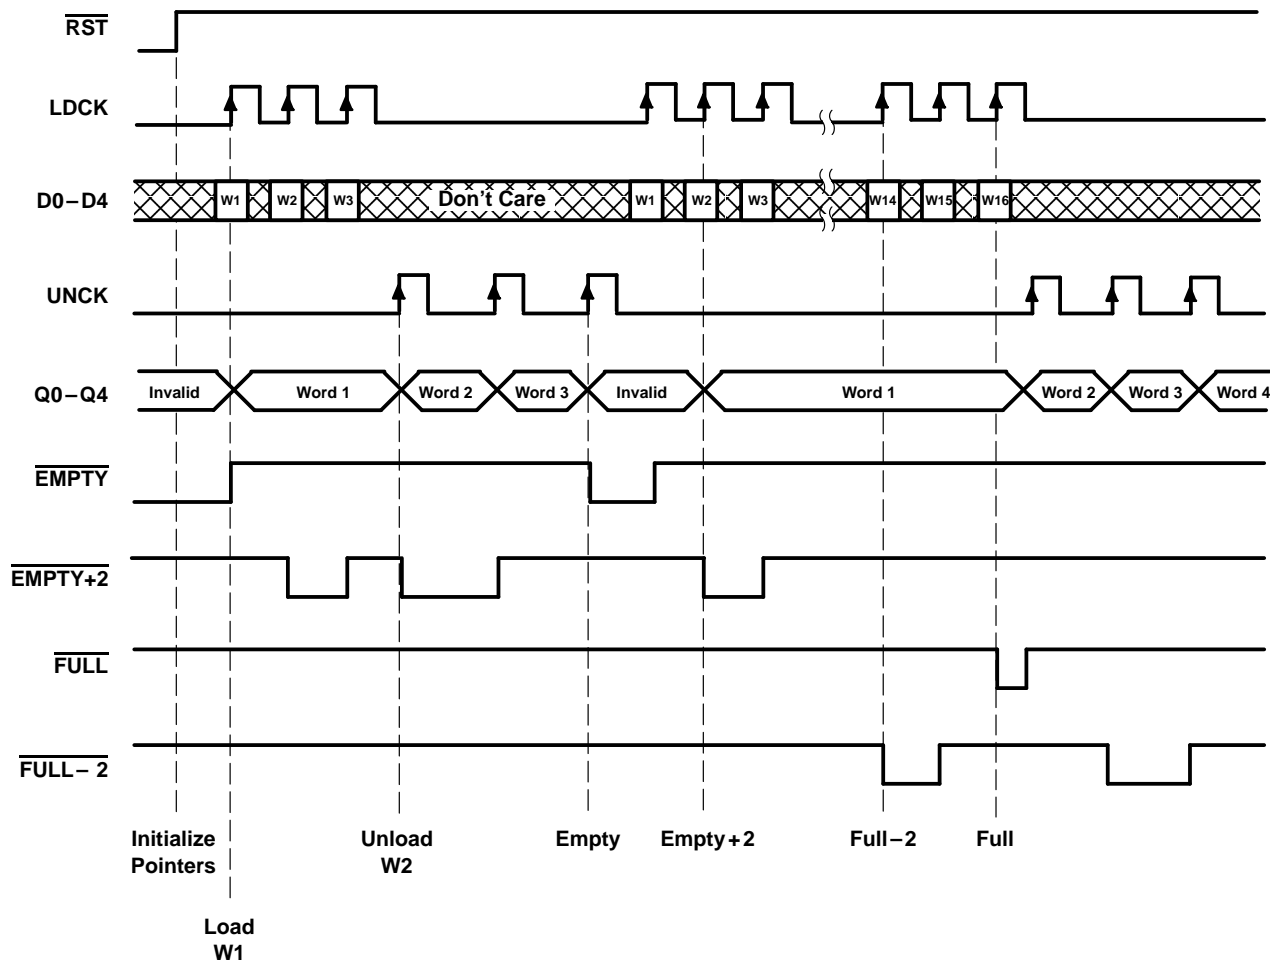 RST
LDCK
D0–D4
W1 W2 W3 Don't Care W1 W2 W3 W14 W15 W16
UNCK
Q0–Q4
Invalid Word 1 Word 2 Word 3 Invalid Word 1 Word 2 Word 3 Word 4
EMPTY
EMPTY+2
FULL
FULL–2
Initialize
Pointers
Unload
W2
Empty
Empty+2
Full–2
Full
Load
W1